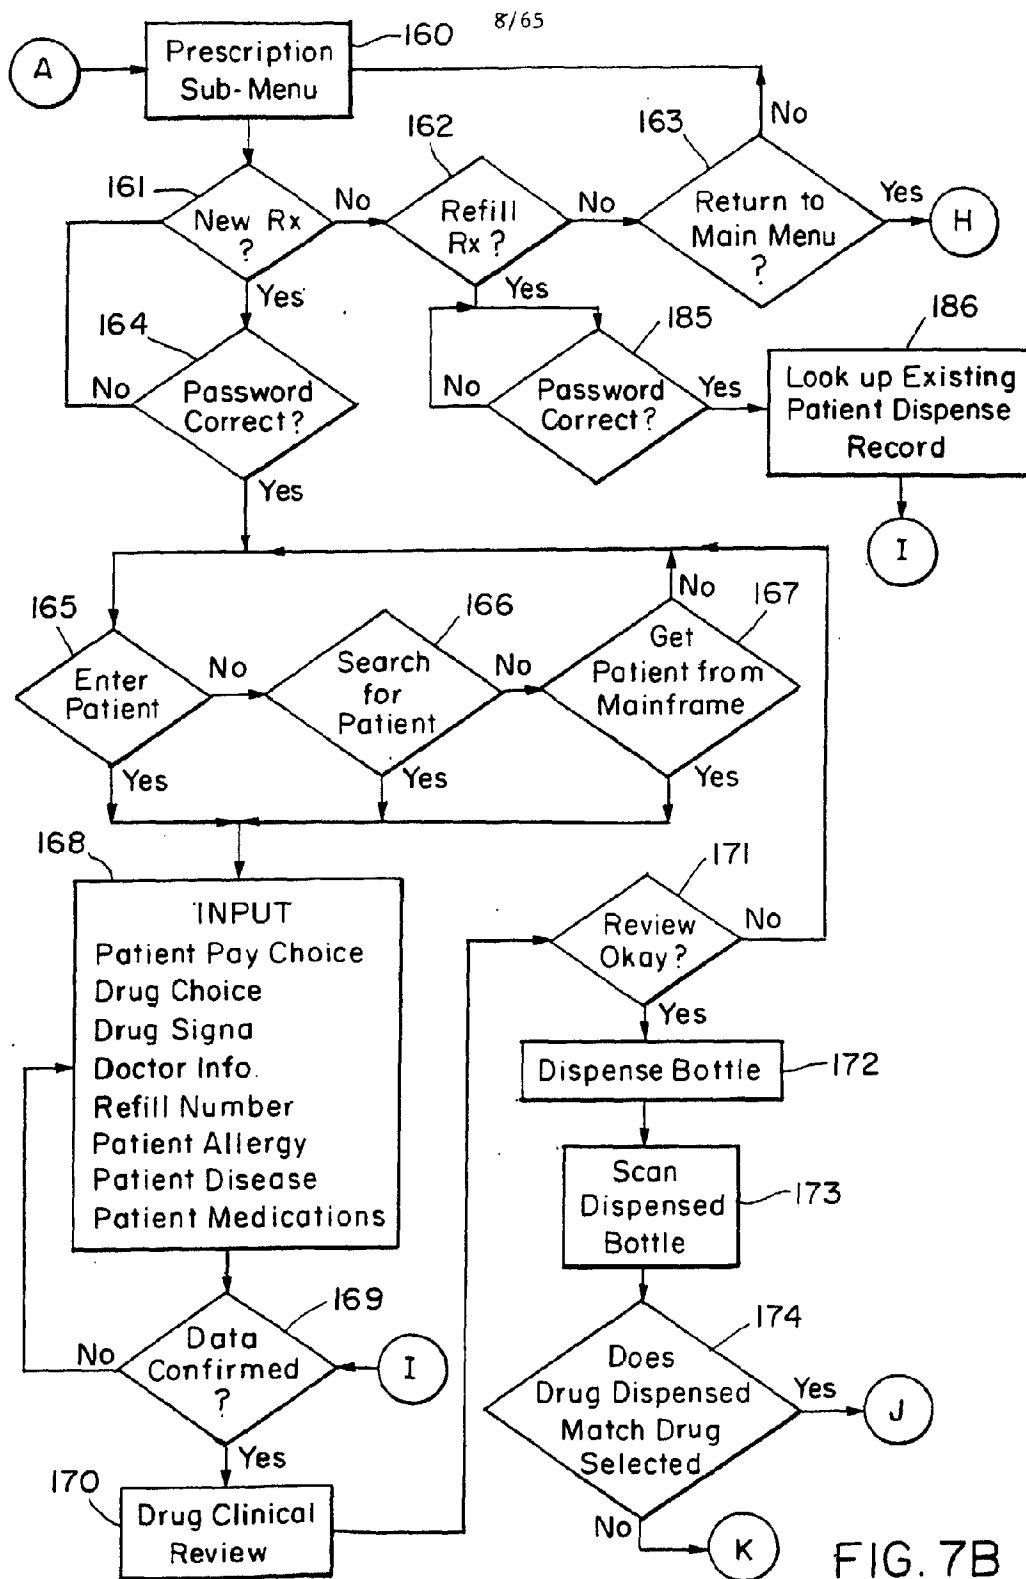 8/65
A
Prescription
Sub-Menu
160
No
161
New Rx
?
No
162
Refill
Rx?
No
163
Return to
Main Menu
?
Yes
H
Yes
Yes
164
Password
Correct?
No
185
Password
Correct?
No
Yes
186
Look up Existing
Patient Dispense
Record
Yes
I
165
Enter
Patient
No
166
Search
for
Patient
No
167
Get
Patient from
Mainframe
No
Yes
Yes
Yes
168
INPUT
Patient Pay Choice
Drug Choice
Drug Signa
Doctor Info.
Refill Number
Patient Allergy
Patient Disease
Patient Medications
171
Review
Okay?
No
Yes
Dispense Bottle
172
Scan
Dispensed
Bottle
173
169
Data
Confirmed
?
No
I
Yes
174
Does
Drug Dispensed
Match Drug
Selected
Yes
J
170
Drug Clinical
Review
No
K
FIG. 7B